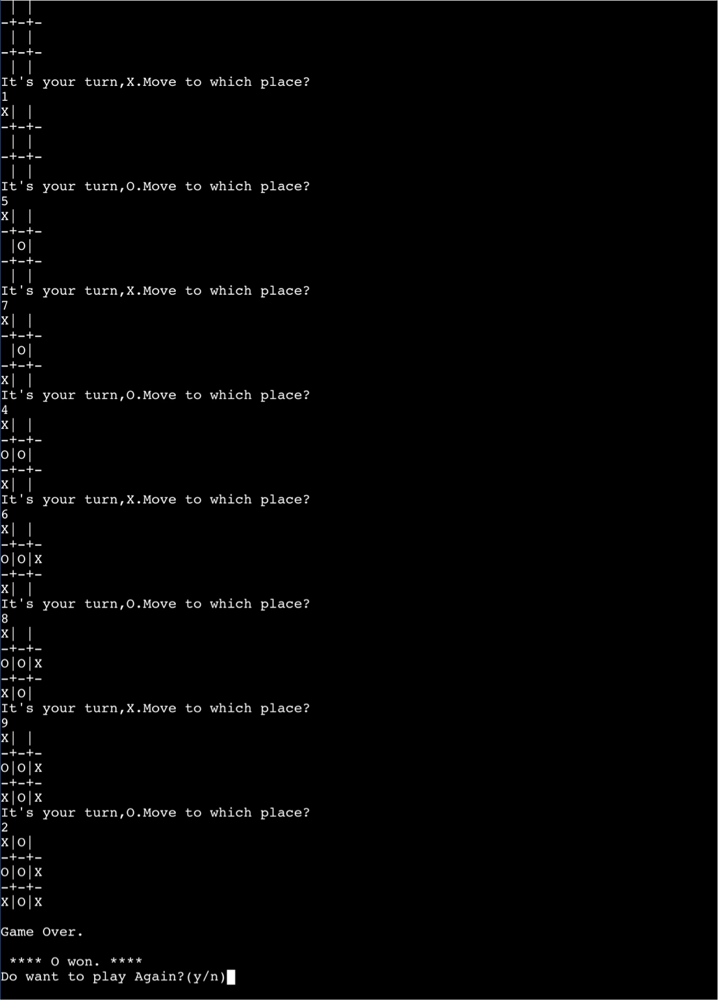 | |
-+-+-
 | |
-+-+-
 | |
It's your turn,X.Move to which place?
1
X| |
-+-+-
 | |
-+-+-
 | |
It's your turn,O.Move to which place?
5
X| |
-+-+-
 |O|
-+-+-
 | |
It's your turn,X.Move to which place?
7
X| |
-+-+-
 |O|
-+-+-
X| |
It's your turn,O.Move to which place?
4
X| |
-+-+-
O|O|
-+-+-
X| |
It's your turn,X.Move to which place?
6
X| |
-+-+-
O|O|X
-+-+-
X| |
It's your turn,O.Move to which place?
8
X| |
-+-+-
O|O|X
-+-+-
X|O|
It's your turn,X.Move to which place?
9
X| |
-+-+-
O|O|X
-+-+-
X|O|X
It's your turn,O.Move to which place?
2
X|O|
-+-+-
O|O|X
-+-+-
X|O|X
Game Over.
 **** O won. ****
Do want to play Again?(y/n)